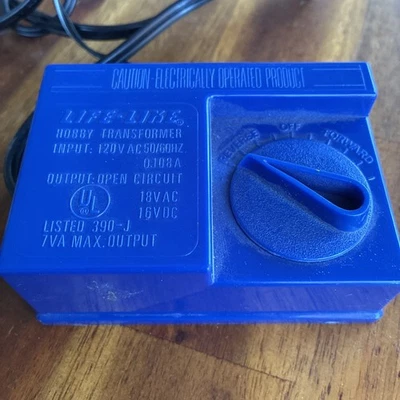 CAUTION-ELECTRICALLY OPERATED PRODUCT
LIFE-LIKE
HOBBY TRANSFORMER
INPUT: 120VAC 50/60HZ
0.108A
OUTPUT: OPEN CIRCUIT
18VAC
16VDC
UL
LISTED 390-J
7VA MAX. OUTPUT
REVERSE OFF FORWARD